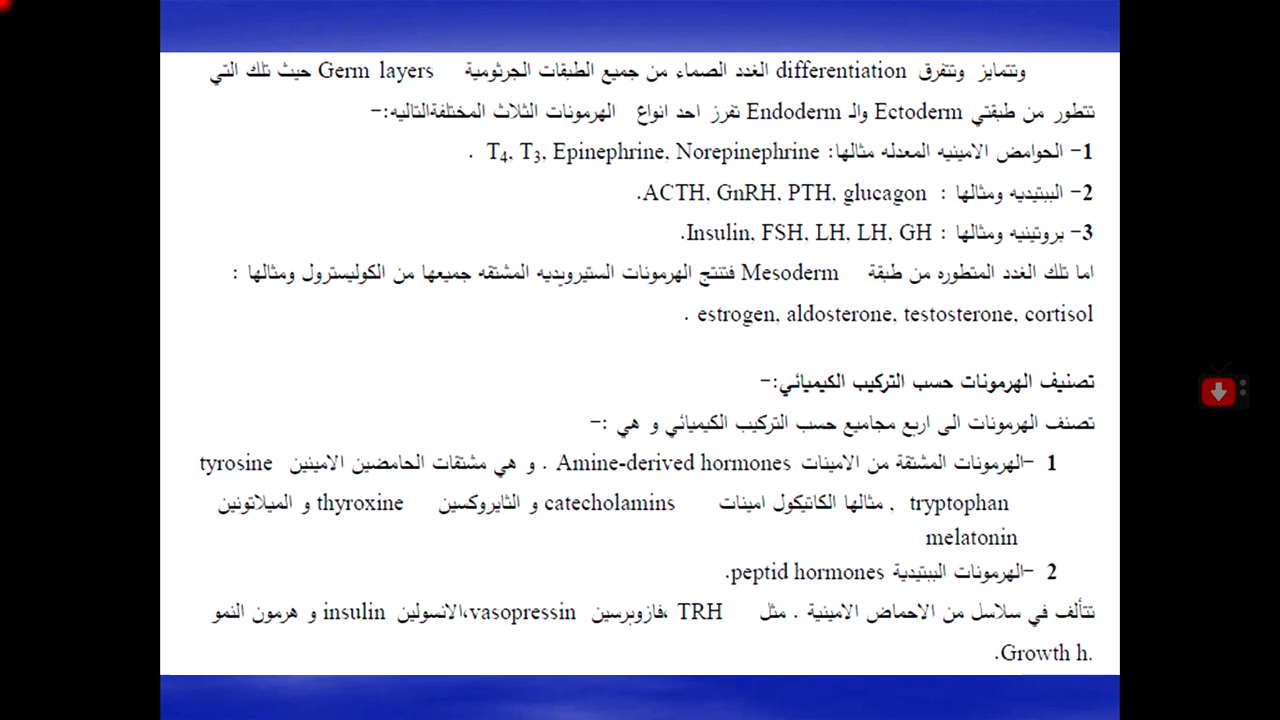 وتتمايز وتتفرق differentiation الغدد الصماء من جميع الطبقات الجرثومية Germ layers حيث تلك التي
تتطور من طبقتي Ectoderm والـ Endoderm تفرز احد انواع الهرمونات الثلاث المختلفةالتاليه:-
1- الحوامض الامينيه المعدله مثالها: T4, T3, Epinephrine, Norepinephrine .
2- الببتيديه ومثالها : ACTH, GnRH, PTH, glucagon.
3- بروتينيه ومثالها : Insulin, FSH, LH, LH, GH.
اما تلك الغدد المتطوره من طبقة Mesoderm فتنتج الهرمونات الستيرويديه المشتقه جميعها من الكوليسترول ومثالها :
estrogen, aldosterone, testosterone, cortisol .
تصنيف الهرمونات حسب التركيب الكيميائي:-
تصنف الهرمونات الى اربع مجاميع حسب التركيب الكيميائي و هي :-
1 -الهرمونات المشتقة من الامينات Amine-derived hormones . و هي مشتقات الحامضين الامينين tyrosine
tryptophan , مثالها الكاتيكول امينات catecholamins و الثايروكسين thyroxine و الميلاتونين
melatonin
2 -الهرمونات الببتيدية peptid hormones.
تتألف في سلاسل من الاحماض الامينية . مثل TRH ،فازوبرسين vasopressin،الانسولين insulin و هرمون النمو
Growth h.